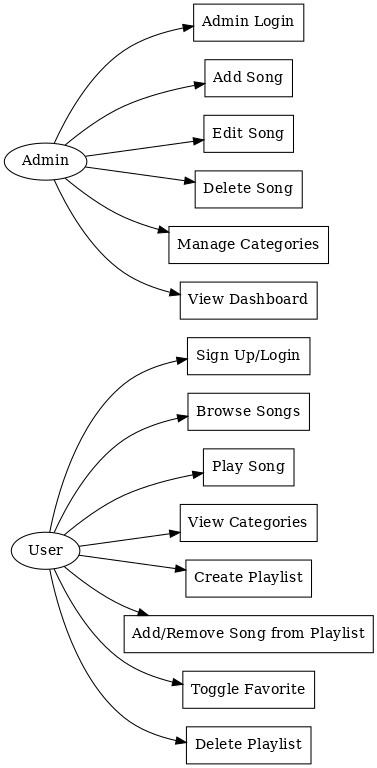 Admin Login
Add Song
Edit Song
Admin
Delete Song
Manage Categories
View Dashboard
Sign Up/Login
Browse Songs
Play Song
View Categories
User
Create Playlist
Add/Remove Song from Playlist
Toggle Favorite
Delete Playlist